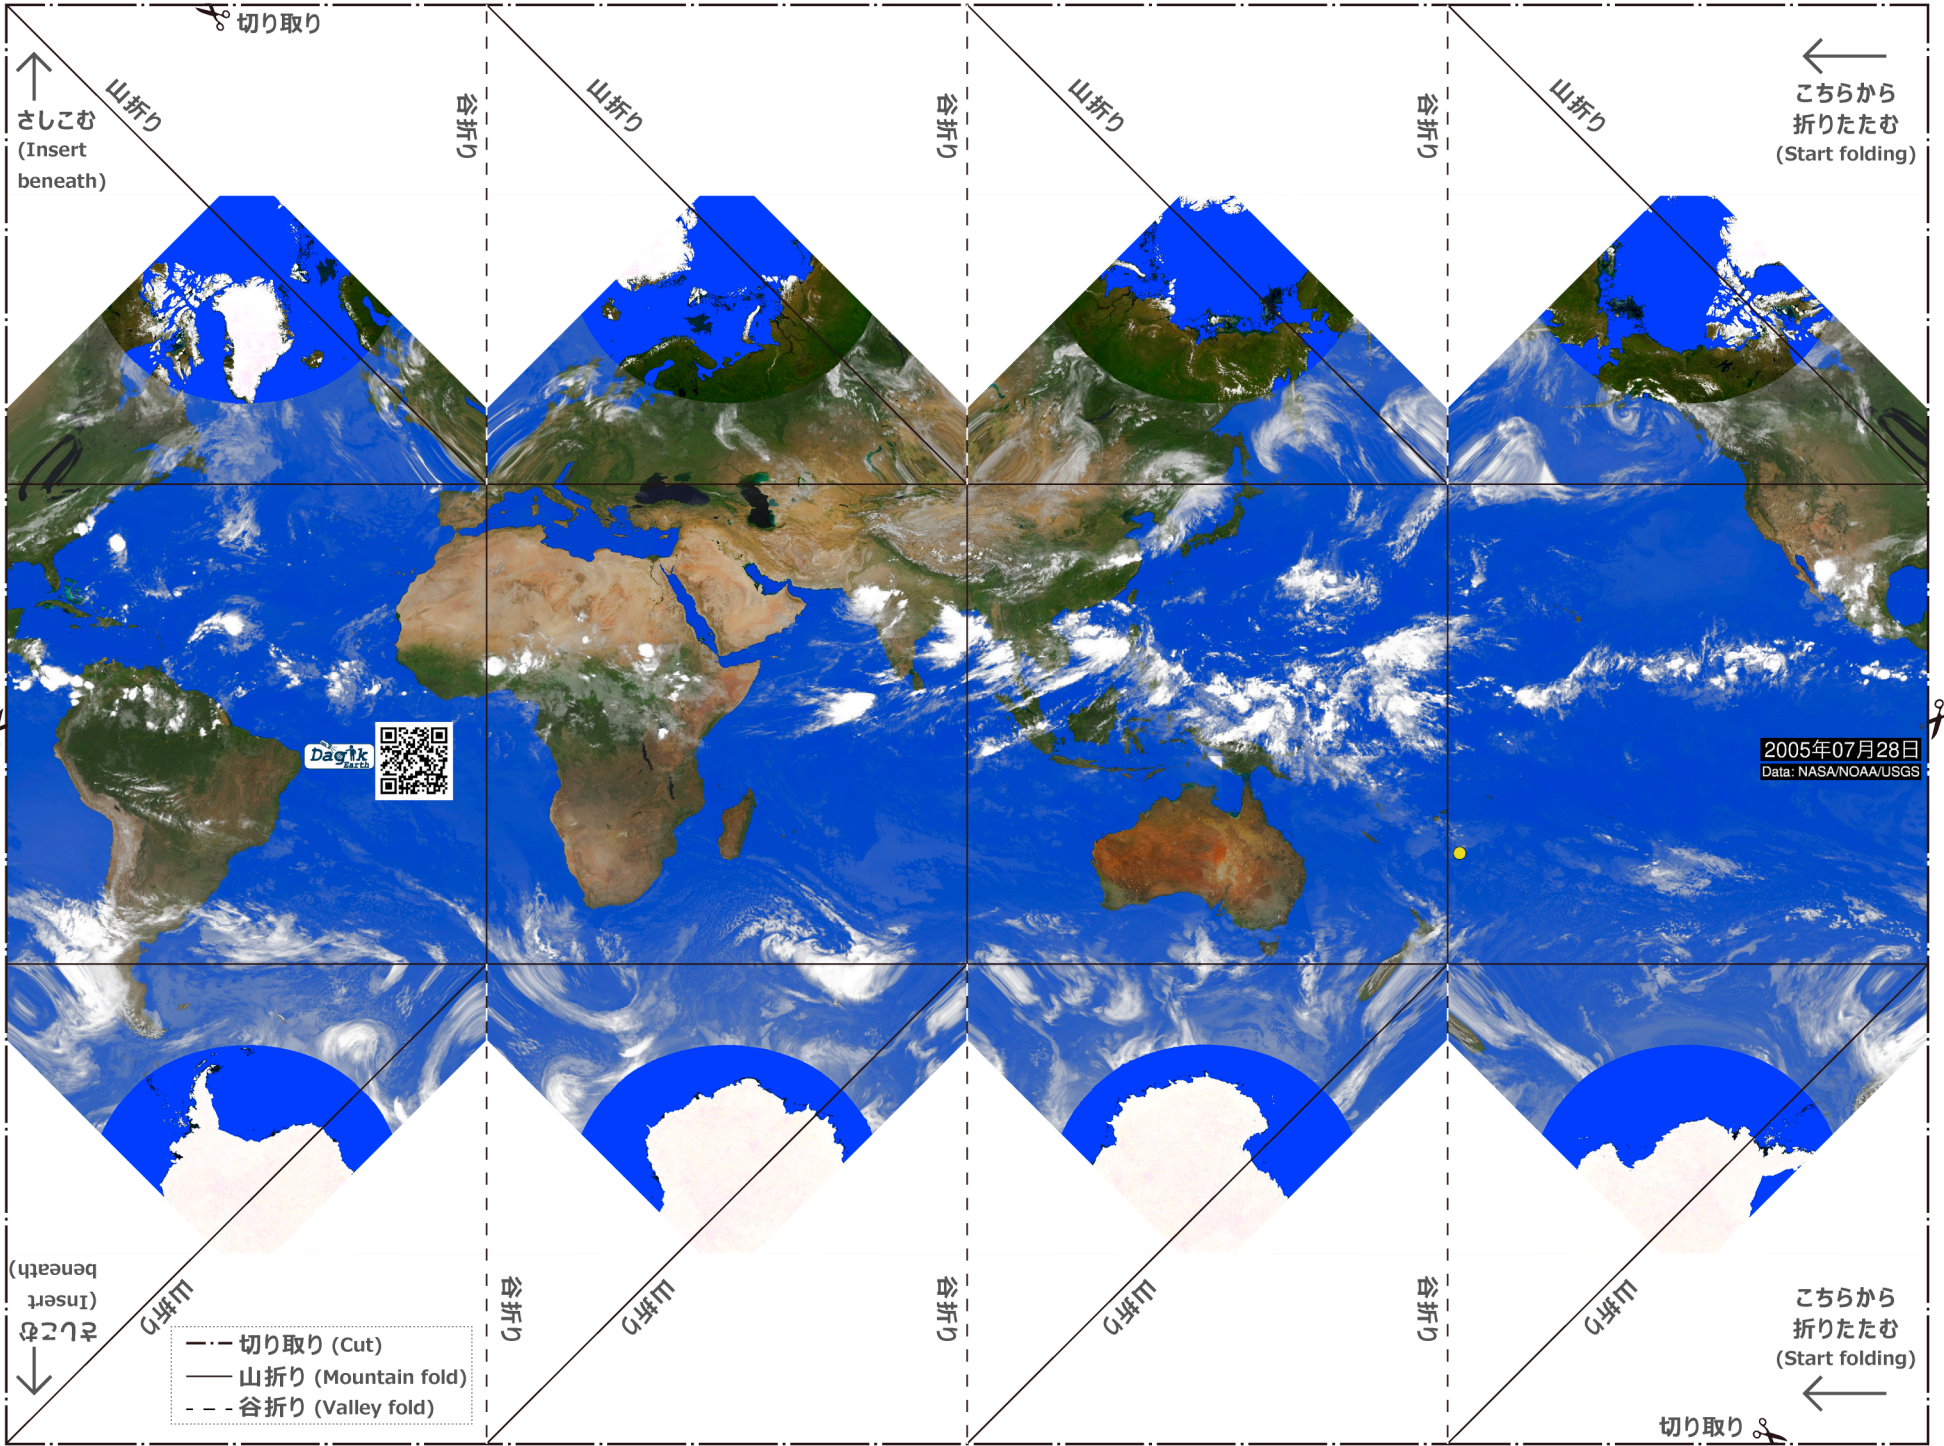 切り取り
さしこむ
(Insert
beneath)
山折り
谷折り
山折り
谷折り
山折り
谷折り
山折り
こちらから
折りたたむ
(Start folding)
Dagik
Earth
2005年07月28日
Data: NASA/NOAA/USGS
さしこむ
(Insert
beneath)
山折り
谷折り
山折り
谷折り
山折り
谷折り
山折り
こちらから
折りたたむ
(Start folding)
切り取り (Cut)
山折り (Mountain fold)
谷折り (Valley fold)
切り取り